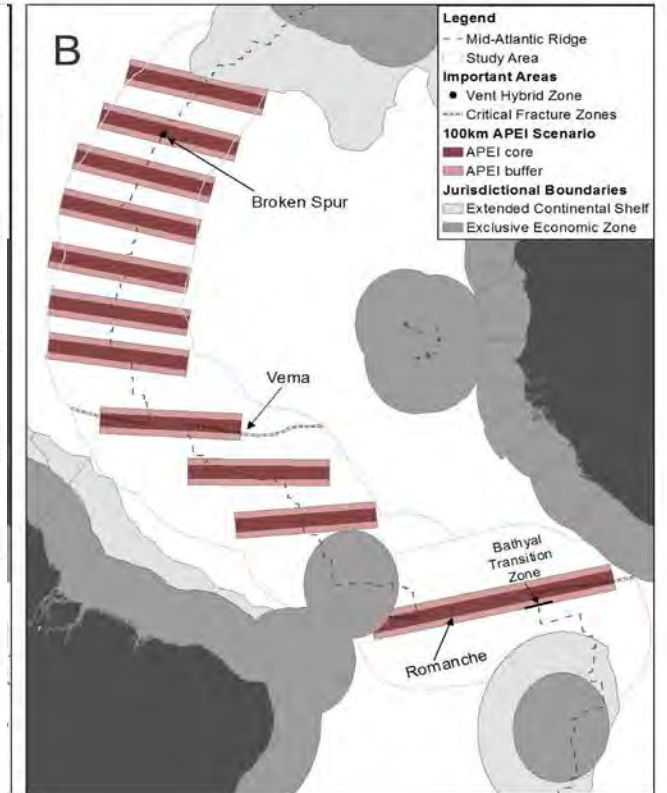 B
Legend
Mid-Atlantic Ridge
Study Area
Important Areas
Vent Hybrid Zone
Critical Fracture Zones
100km APEI Scenario
APEI core
APEI buffer
Jurisdictional Boundaries
Extended Continental Shelf
Exclusive Economic Zone
Broken Spur
Vema
Bathyal
Transition
Zone
Romanche